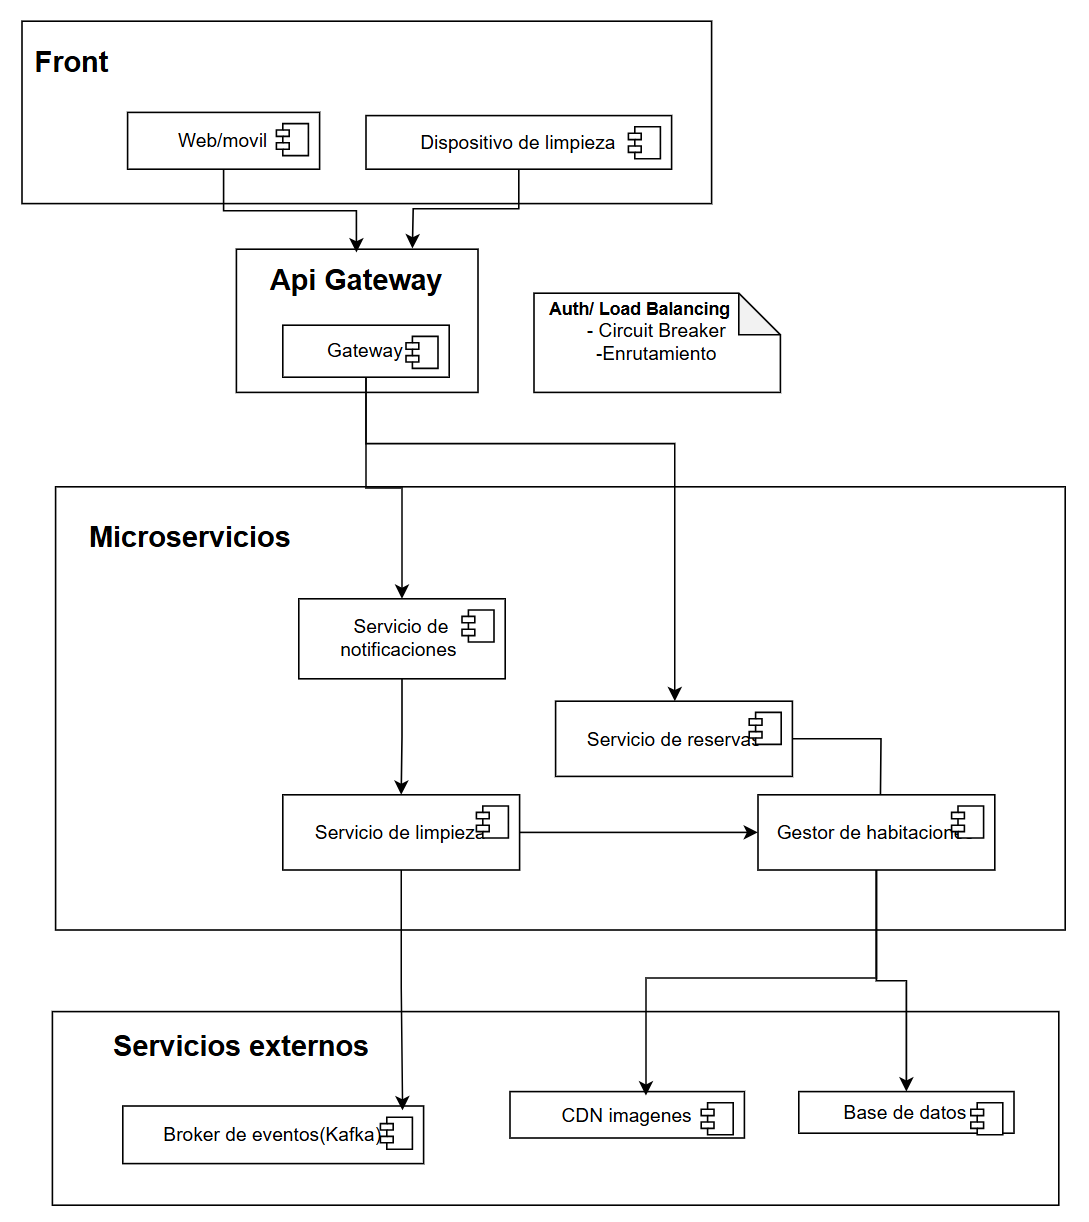 Front
Web/movil
Dispositivo de limpieza
Api Gateway
Gateway
Auth/ Load Balancing
- Circuit Breaker
-Enrutamiento
Microservicios
Servicio de
notificaciones
Servicio de reservas
Servicio de limpieza
Gestor de habitaciones
Servicios externos
Broker de eventos(Kafka)
CDN imagenes
Base de datos